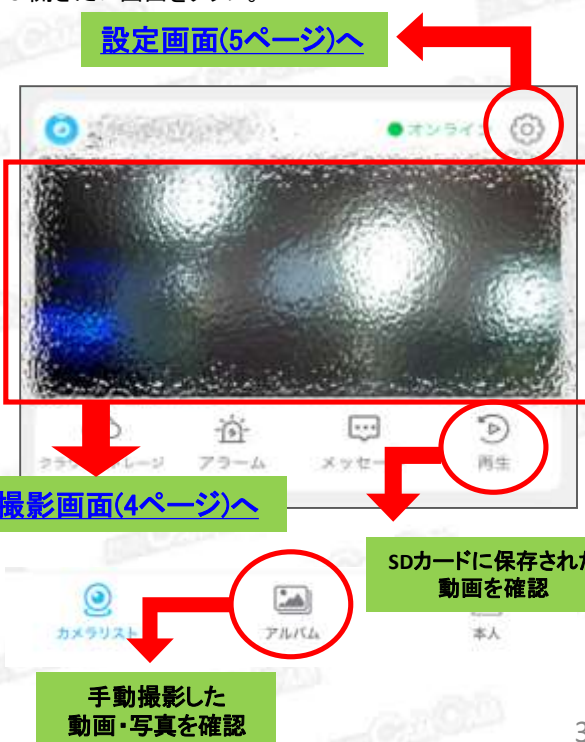 設定画面(5ページ)へ
オンライン
アラーム
再生
撮影画面(4ページ)へ
SDカードに保存された
動画を確認
カメラリスト
アルバム
本人
手動撮影した
動画・写真を確認
3